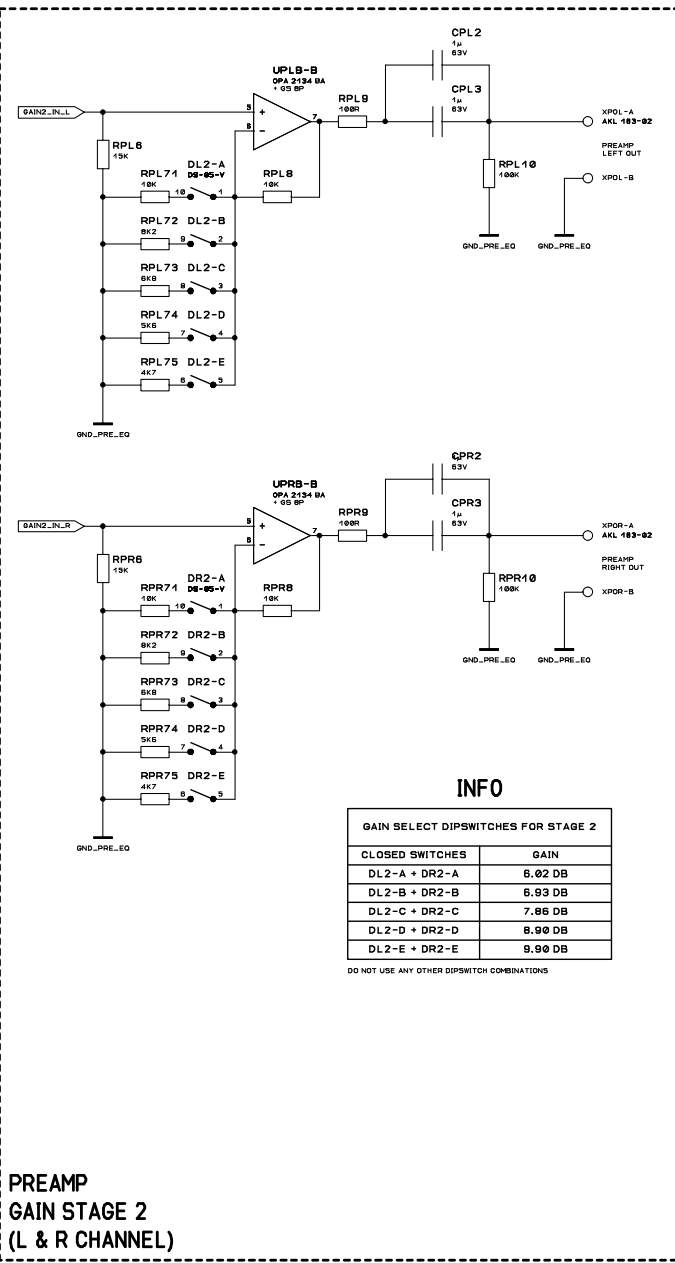 CPL2
1µ
63V
UPLB-B
OPA 2134 BA
+ GS 8P
CPL3
1µ
63V
RPL9
100R
GAIN2_IN_L
5
+
6
-
7
XPOL-A
AKL 183-02
RPL6
15K
PREAMP
LEFT OUT
RPL71
10K
DL2-A
DS-05-V
10
1
RPL8
10K
RPL10
100K
XPOL-B
RPL72
8K2
DL2-B
9
2
GND_PRE_EQ
GND_PRE_EQ
RPL73
6K8
DL2-C
8
3
RPL74
5K6
DL2-D
7
4
RPL75
4K7
DL2-E
6
5
GND_PRE_EQ
CPR2
1µ
63V
UPRB-B
OPA 2134 BA
+ GS 8P
CPR3
1µ
63V
RPR9
100R
GAIN2_IN_R
5
+
6
-
7
XPOR-A
AKL 183-02
RPR6
15K
PREAMP
RIGHT OUT
RPR71
10K
DR2-A
DS-05-V
10
1
RPR8
10K
RPR10
100K
XPOR-B
RPR72
8K2
DR2-B
9
2
GND_PRE_EQ
GND_PRE_EQ
RPR73
6K8
DR2-C
8
3
RPR74
5K6
DR2-D
7
4
RPR75
4K7
DR2-E
6
5
GND_PRE_EQ
INFO
GAIN SELECT DIPSWITCHES FOR STAGE 2
CLOSED SWITCHES GAIN
DL2-A + DR2-A 6.02 DB
DL2-B + DR2-B 6.93 DB
DL2-C + DR2-C 7.86 DB
DL2-D + DR2-D 8.90 DB
DL2-E + DR2-E 9.90 DB
DO NOT USE ANY OTHER DIPSWITCH COMBINATIONS
PREAMP
GAIN STAGE 2
(L & R CHANNEL)